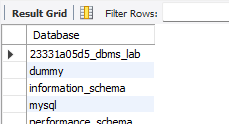 Result Grid Filter Rows:
Database
23331a05d5_dbms_lab
dummy
information_schema
mysql
performance_schema